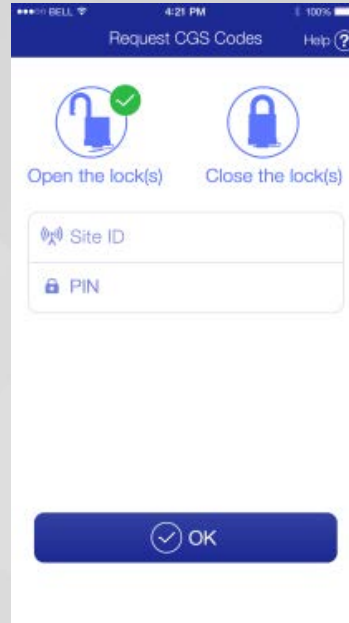 BELL 4:21 PM 100%
Request CGS Codes Help ?
Open the lock(s) Close the lock(s)
Site ID
PIN
OK